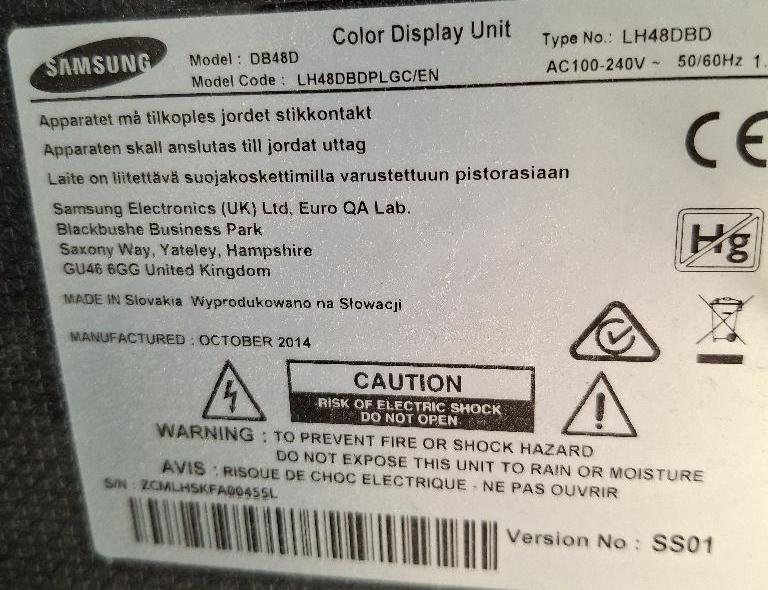 SAMSUNG
Color Display Unit
Model : DB48D
Type No.: LH48DBD
Model Code : LH48DBDPLGC/EN
AC100-240V ~ 50/60Hz 1.
Apparatet må tilkoples jordet stikkontakt
Apparaten skall anslutas till jordat uttag
Laite on liitettävä suojakoskettimilla varustettuun pistorasiaan
Samsung Electronics (UK) Ltd, Euro QA Lab.
Blackbushe Business Park
Saxony Way, Yateley, Hampshire
GU46 6GG United Kingdom
CE
Hg
MADE IN Slovakia Wyprodukowano na Słowacji
MANUFACTURED : OCTOBER 2014
CAUTION
RISK OF ELECTRIC SHOCK
DO NOT OPEN
WARNING : TO PREVENT FIRE OR SHOCK HAZARD
DO NOT EXPOSE THIS UNIT TO RAIN OR MOISTURE
AVIS : RISQUE DE CHOC ELECTRIQUE - NE PAS OUVRIR
S/N : ZCMLHSKFA00455L
Version No : SS01